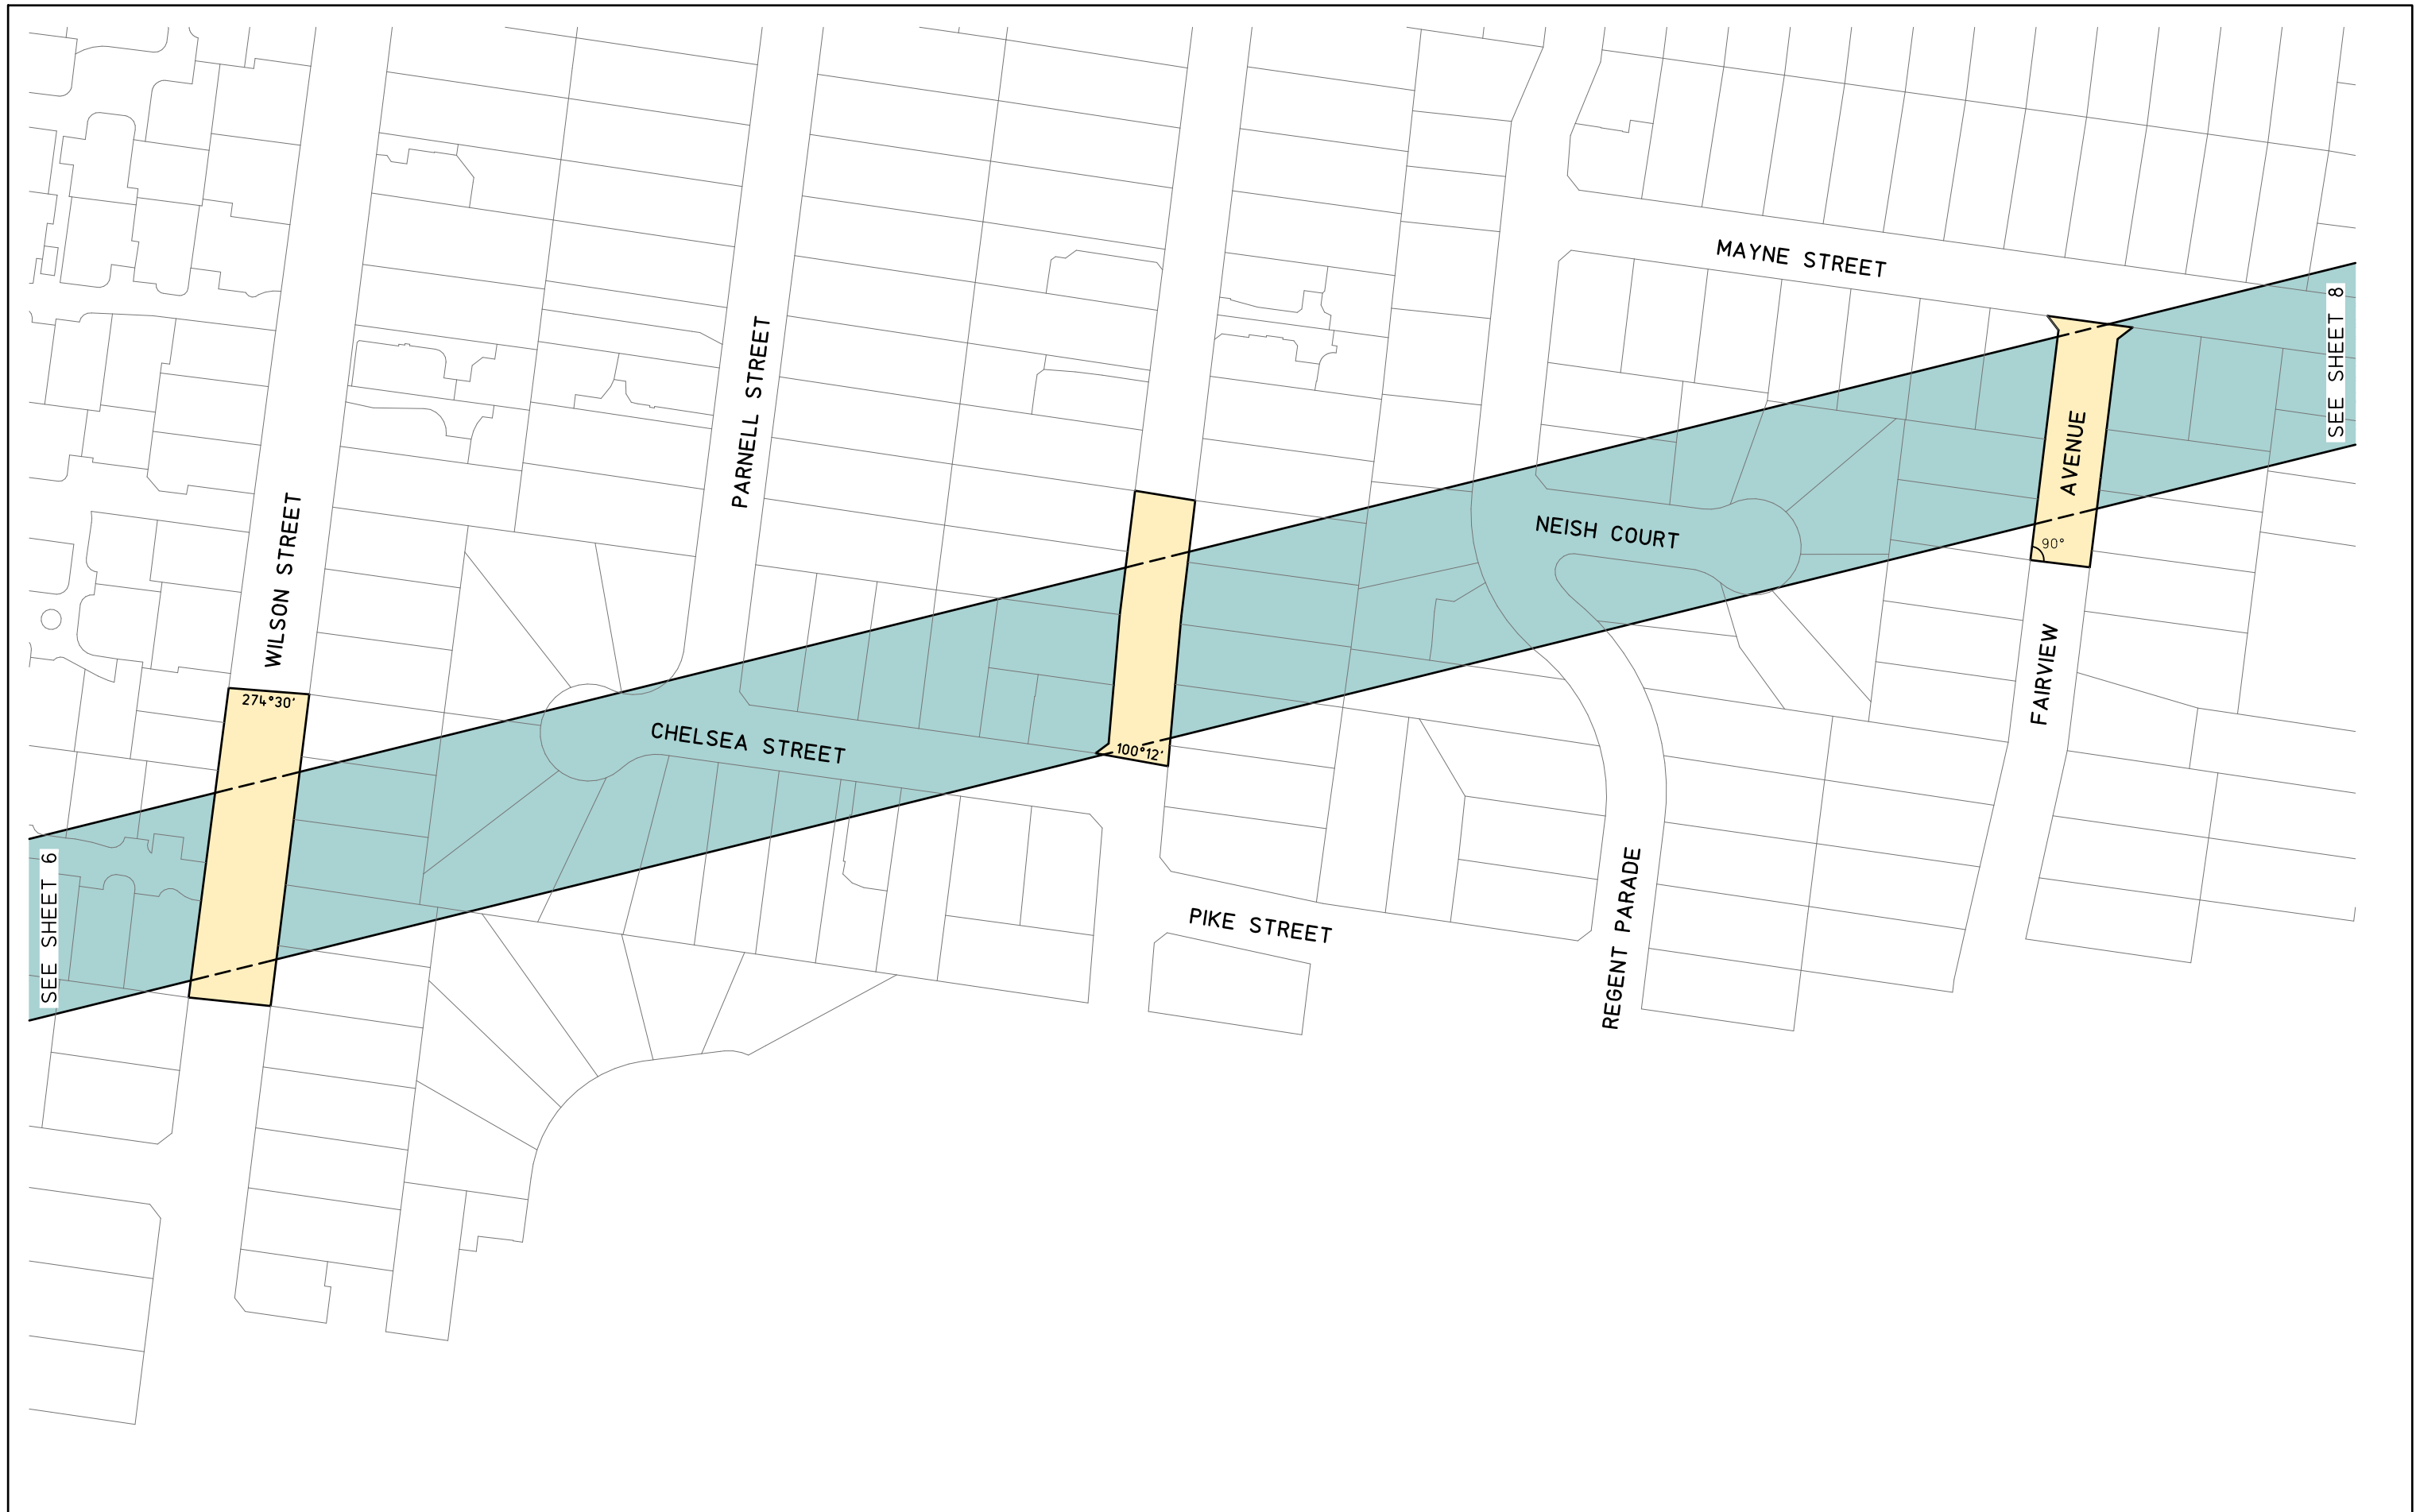 MAYNE STREET
SEE SHEET 8
PARNELL STREET
AVENUE
WILSON STREET
NEISH COURT
90°
FAIRVIEW
274°30'
CHELSEA STREET
100°12'
SEE SHEET 6
PIKE STREET
REGENT PARADE